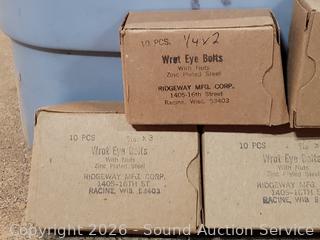 10 PCS. 1/4x2
Wrot Eye Bolts
With Nuts
Zinc Plated Steel
RIDGEWAY MFG. CORP.
1405-16th Street
Racine, Wisc. 53403
10 PCS x 3
Wrot Eye Bolts
With Nuts
Zinc Plated Steel
RIDGEWAY MFG. CORP.
1405-16TH ST
RACINE, WIS 53403
10 PCS
Wrot Eye Bolts
With Nuts
Zinc Plated Steel
RIDGEWAY MFG. CORP
1405-16TH ST
RACINE, WIS
Copyright 2026 - Sound Auction Service